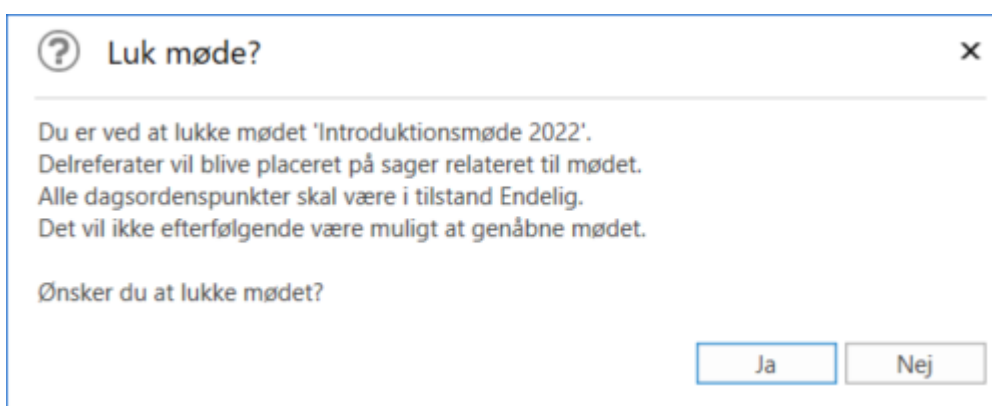 Luk møde?
Du er ved at lukke mødet 'Introduktionsmøde 2022'.
Delreferater vil blive placeret på sager relateret til mødet.
Alle dagsordenspunkter skal være i tilstand Endelig.
Det vil ikke efterfølgende være muligt at genåbne mødet.
Ønsker du at lukke mødet?
Ja Nej